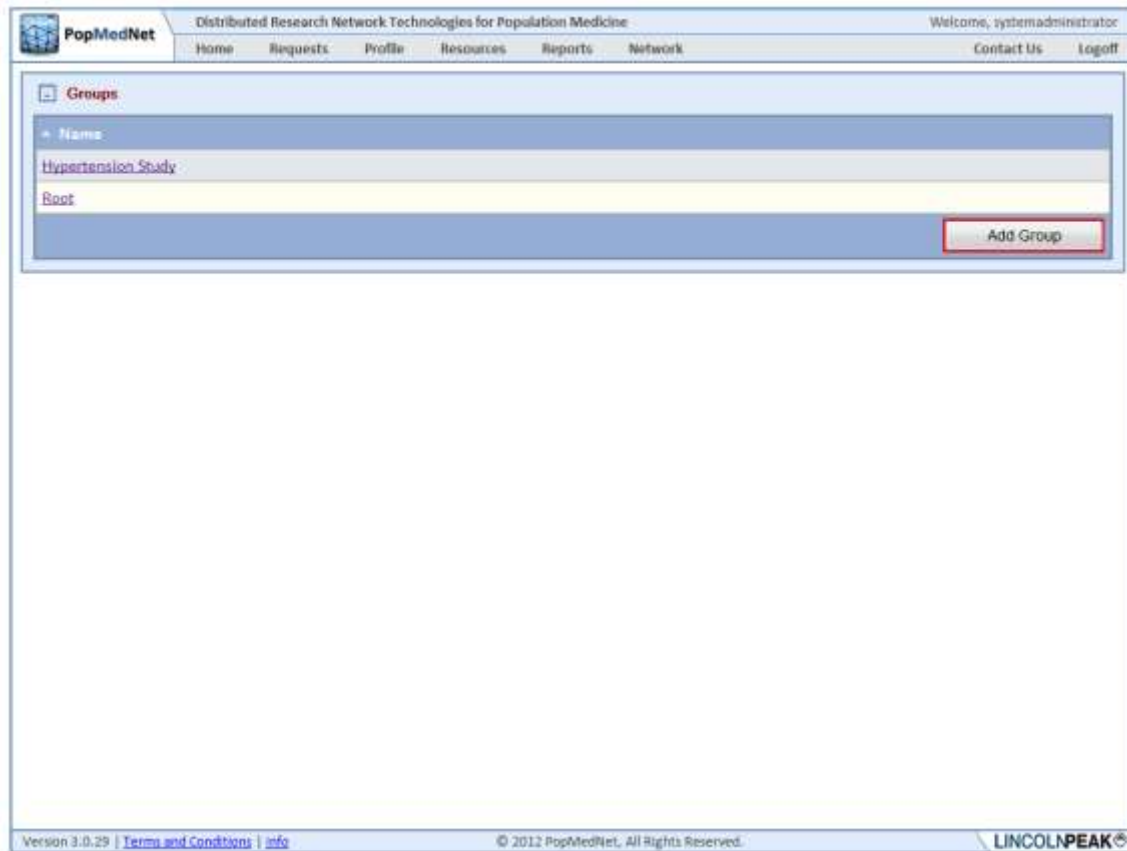 PopMedNet
Distributed Research Network Technologies for Population Medicine
Welcome, systemadministrator
Home Requests Profile Resources Reports Network Contact Us Logoff
Groups
Name
Hypertension Study
Root
Add Group
Version 3.0.29 | Terms and Conditions | Info
© 2012 PopMedNet, All Rights Reserved.
LINCOLNPEAK